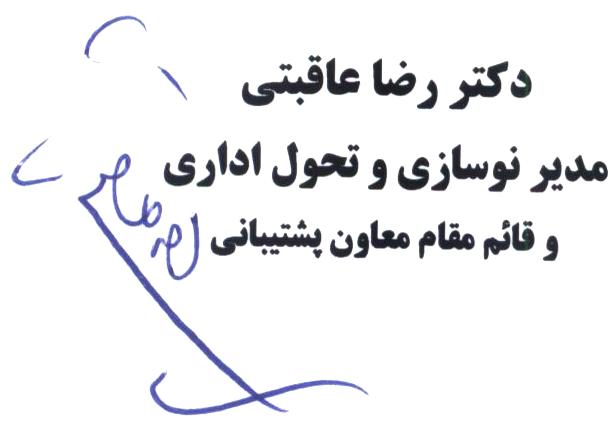 دکتر رضا عاقبتی
مدیر نوسازی و تحول اداری
و قائم مقام معاون پشتیبانی